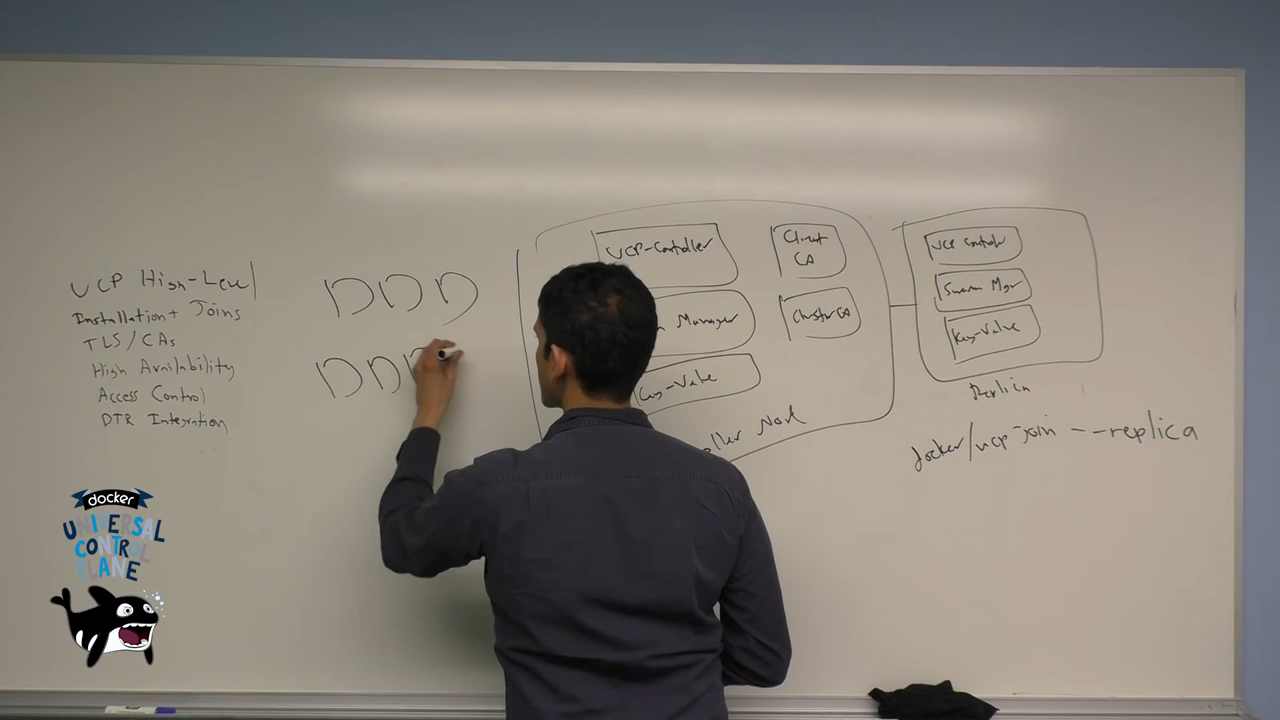 UCP High-Level
Installation + Joins
TLS/CAs
High Availability
Access Control
DTR Integration
D D D
D D D
UCP-Controller
Manager
Key-Value
Client
CA
Cluster CA
Node
UCP Controller
Swarm Mgr
Key-Value
Replica
docker/ucp join --replica
docker
UNIVERSAL
CONTROL
PLANE